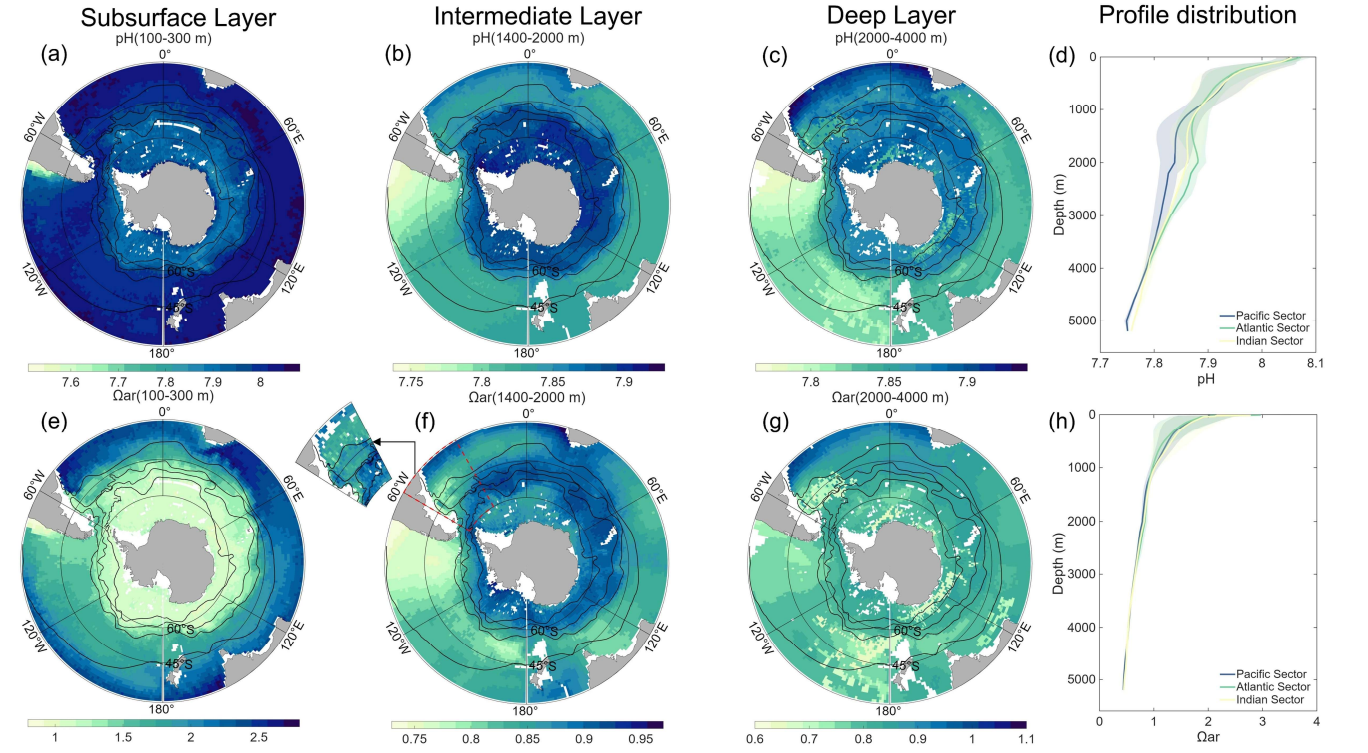 Subsurface Layer
Intermediate Layer
Deep Layer
Profile distribution
(a)
pH(100-300 m)
0°
60°W
60°E
120°W
120°E
60°S
45°S
180°
7.6 7.7 7.8 7.9 8
(b)
pH(1400-2000 m)
0°
60°W
60°E
120°W
120°E
60°S
45°S
180°
7.75 7.8 7.85 7.9
(c)
pH(2000-4000 m)
0°
60°W
60°E
120°W
120°E
60°S
45°S
180°
7.8 7.85 7.9
(d)
0
1000
2000
3000
4000
5000
Depth (m)
Pacific Sector
Atlantic Sector
Indian Sector
7.7 7.8 7.9 8 8.1
pH
(e)
Ωar(100-300 m)
0°
60°W
60°E
120°W
120°E
60°S
45°S
180°
1 1.5 2 2.5
(f)
Ωar(1400-2000 m)
0°
60°W
60°E
120°W
120°E
60°S
45°S
180°
0.75 0.8 0.85 0.9 0.95
(g)
Ωar(2000-4000 m)
0°
60°W
60°E
120°W
120°E
60°S
45°S
180°
0.6 0.7 0.8 0.9 1 1.1
(h)
0
1000
2000
3000
4000
5000
Depth (m)
Pacific Sector
Atlantic Sector
Indian Sector
0 1 2 3 4
Ωar